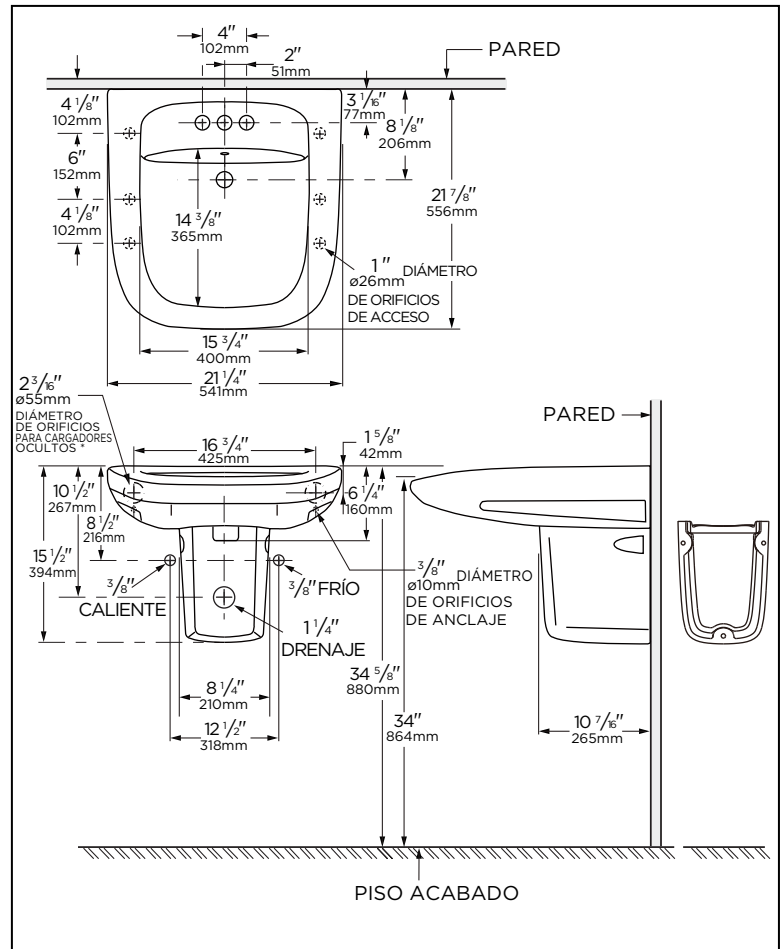 4"
102mm
2"
51mm
PARED
4 1/8"
102mm
3 1/16"
77mm
8 1/8"
206mm
6"
152mm
21 7/8"
556mm
4 1/8"
102mm
14 3/8"
365mm
1" DIÁMETRO
ø26mm
DE ORIFICIOS
DE ACCESO
15 3/4"
400mm
21 1/4"
541mm
2 3/16"
ø55mm
DIÁMETRO
DE ORIFICIOS
PARA CARGADORES
OCULTOS *
16 3/4"
425mm
1 5/8"
42mm
PARED
10 1/2"
267mm
6 1/4"
160mm
8 1/2"
216mm
15 1/2"
394mm
3/8"
CALIENTE
3/8" FRÍO
3/8" DIÁMETRO
ø10mm
DE ORIFICIOS
DE ANCLAJE
1 1/4"
DRENAJE
34 5/8"
880mm
8 1/4"
210mm
34"
864mm
10 7/16"
265mm
12 1/2"
318mm
PISO ACABADO